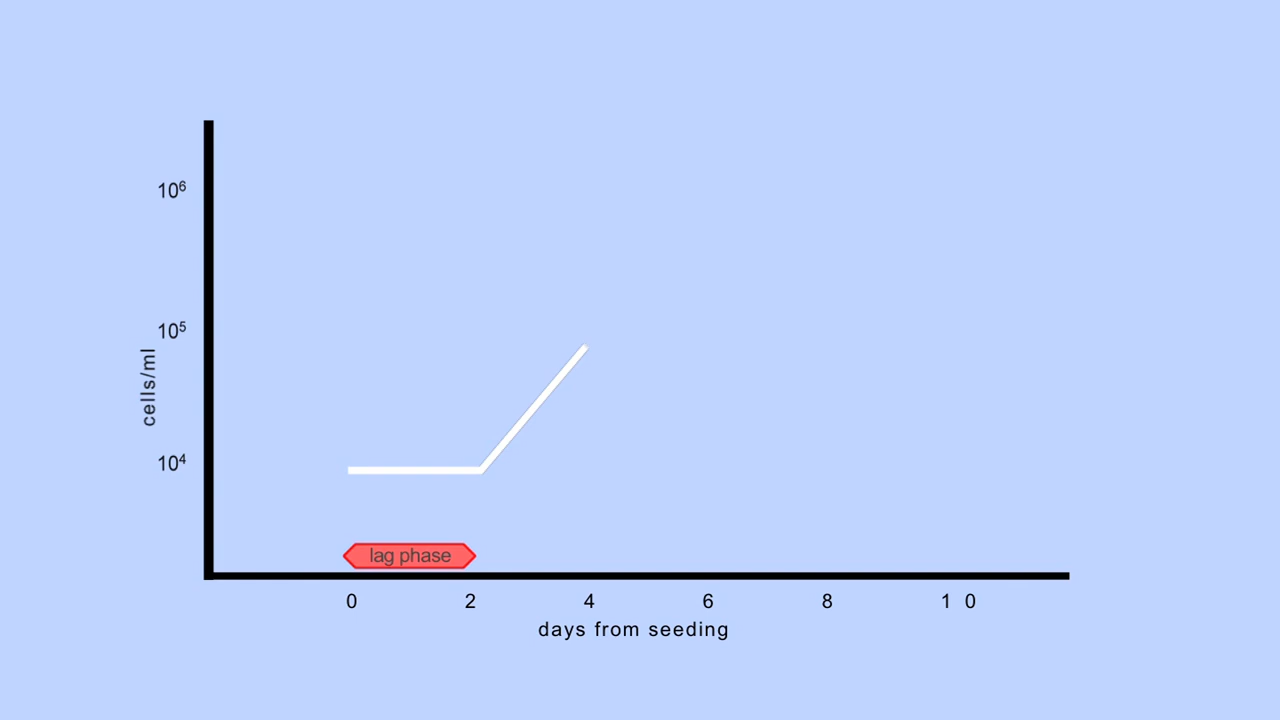 10⁶
10⁵
cells/ml
10⁴
lag phase
0 2 4 6 8 1 0
days from seeding